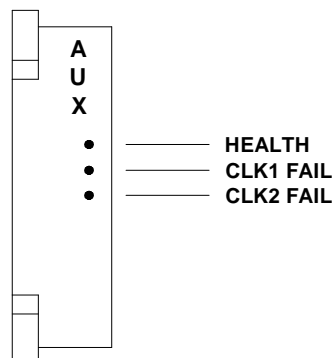 A
U
X
HEALTH
CLK1 FAIL
CLK2 FAIL